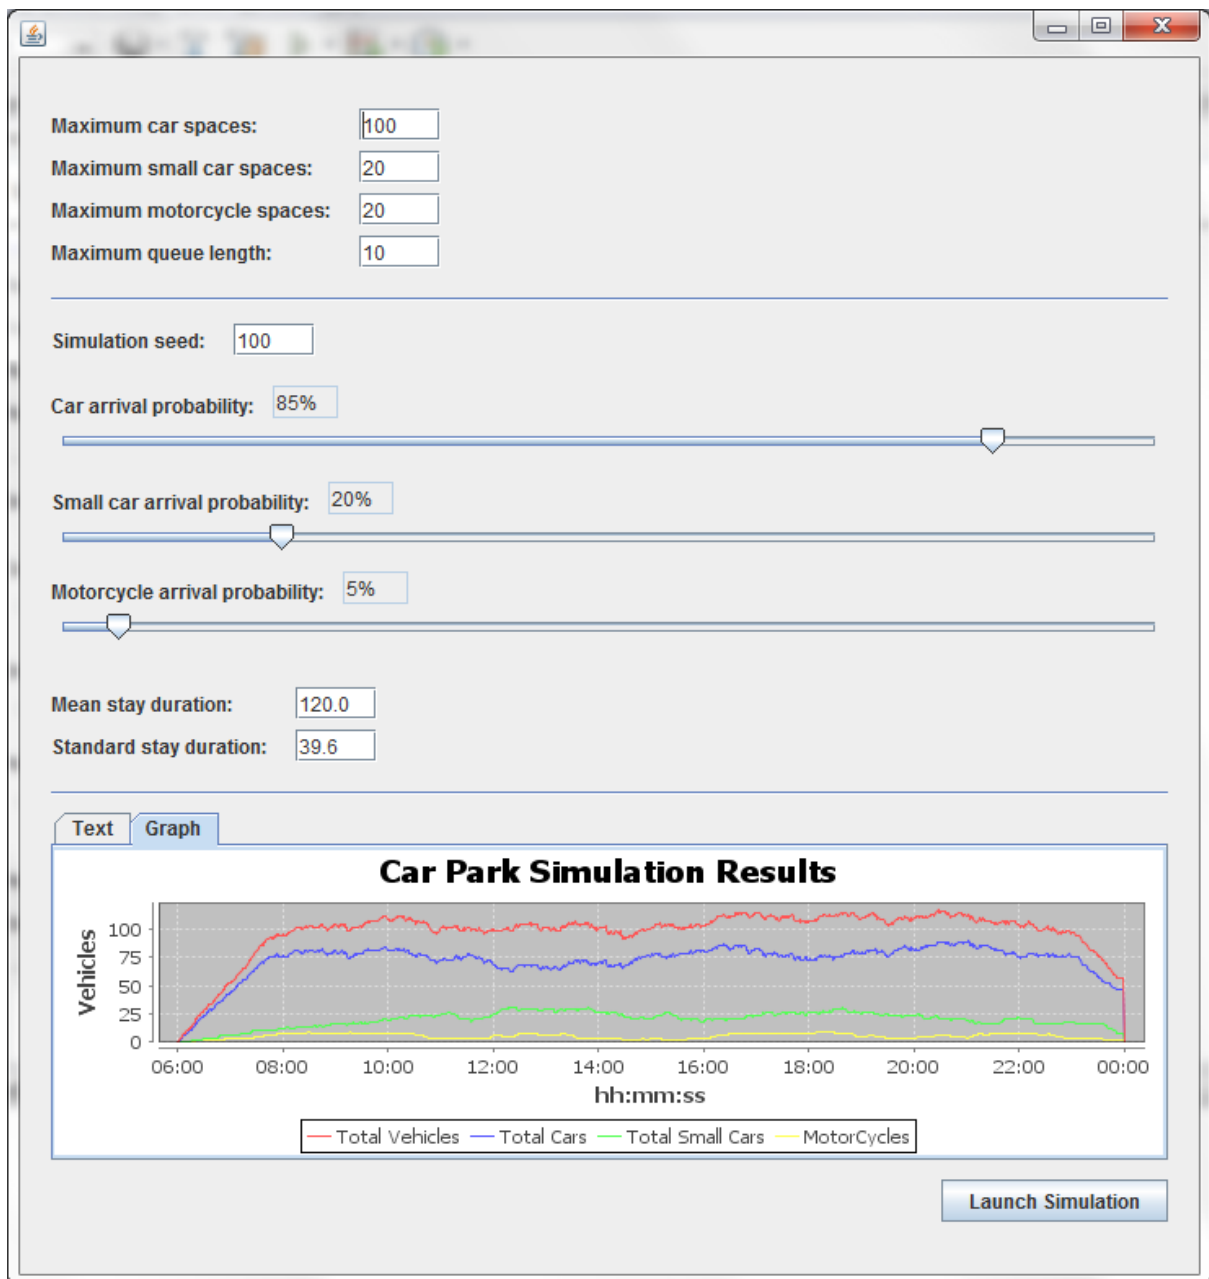 Maximum car spaces: 100
Maximum small car spaces: 20
Maximum motorcycle spaces: 20
Maximum queue length: 10
Simulation seed: 100
Car arrival probability: 85%
Small car arrival probability: 20%
Motorcycle arrival probability: 5%
Mean stay duration: 120.0
Standard stay duration: 39.6
Text Graph
Car Park Simulation Results
Vehicles
100
75
50
25
0
06:00 08:00 10:00 12:00 14:00 16:00 18:00 20:00 22:00 00:00
hh:mm:ss
Total Vehicles Total Cars Total Small Cars MotorCycles
Launch Simulation